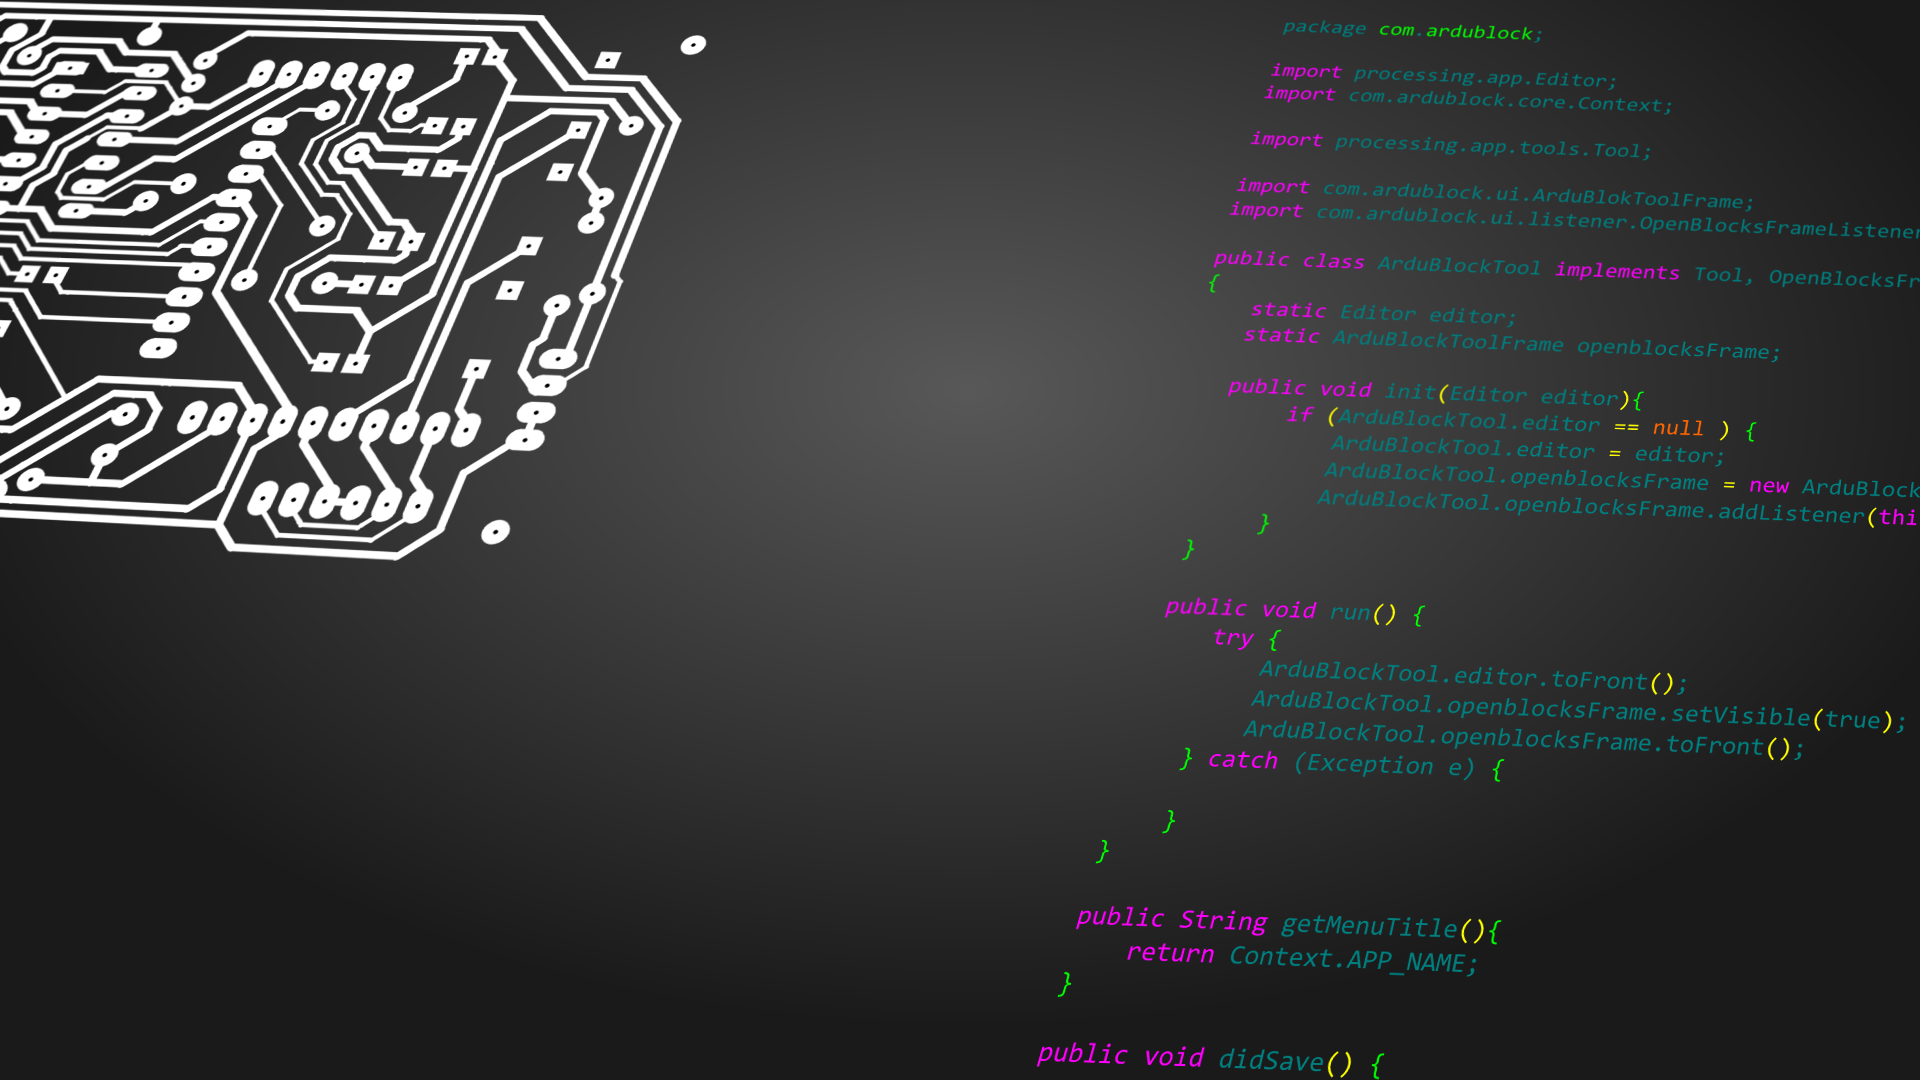 package com.ardublock;
import processing.app.Editor;
import com.ardublock.core.Context;
import processing.app.tools.Tool;
import com.ardublock.ui.ArduBlokToolFrame;
import com.ardublock.ui.listener.OpenBlocksFrameListener
public class ArduBlockTool implements Tool, OpenBlocksFr
{
static Editor editor;
static ArduBlockToolFrame openblocksFrame;
public void init(Editor editor){
if (ArduBlockTool.editor == null ) {
ArduBlockTool.editor = editor;
ArduBlockTool.openblocksFrame = new ArduBlock
ArduBlockTool.openblocksFrame.addListener(thi
}
}
public void run() {
try {
ArduBlockTool.editor.toFront();
ArduBlockTool.openblocksFrame.setVisible(true);
ArduBlockTool.openblocksFrame.toFront();
} catch (Exception e) {
}
}
public String getMenuTitle(){
return Context.APP_NAME;
}
public void didSave() {